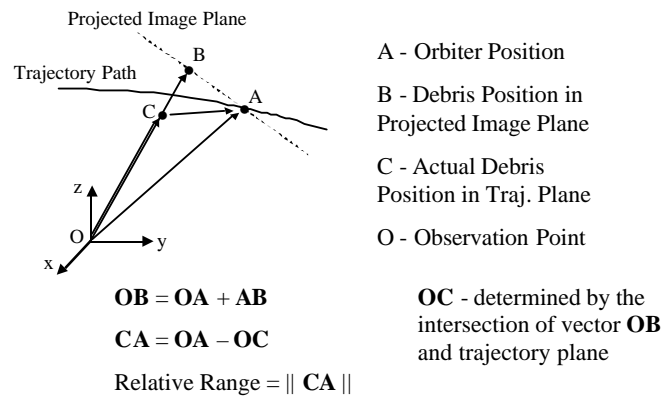 Projected Image Plane
B
Trajectory Path
A
C
z
O
y
x
A - Orbiter Position
B - Debris Position in
Projected Image Plane
C - Actual Debris
Position in Traj. Plane
O - Observation Point
OB = OA + AB
CA = OA – OC
Relative Range = || CA ||
OC - determined by the
intersection of vector OB
and trajectory plane